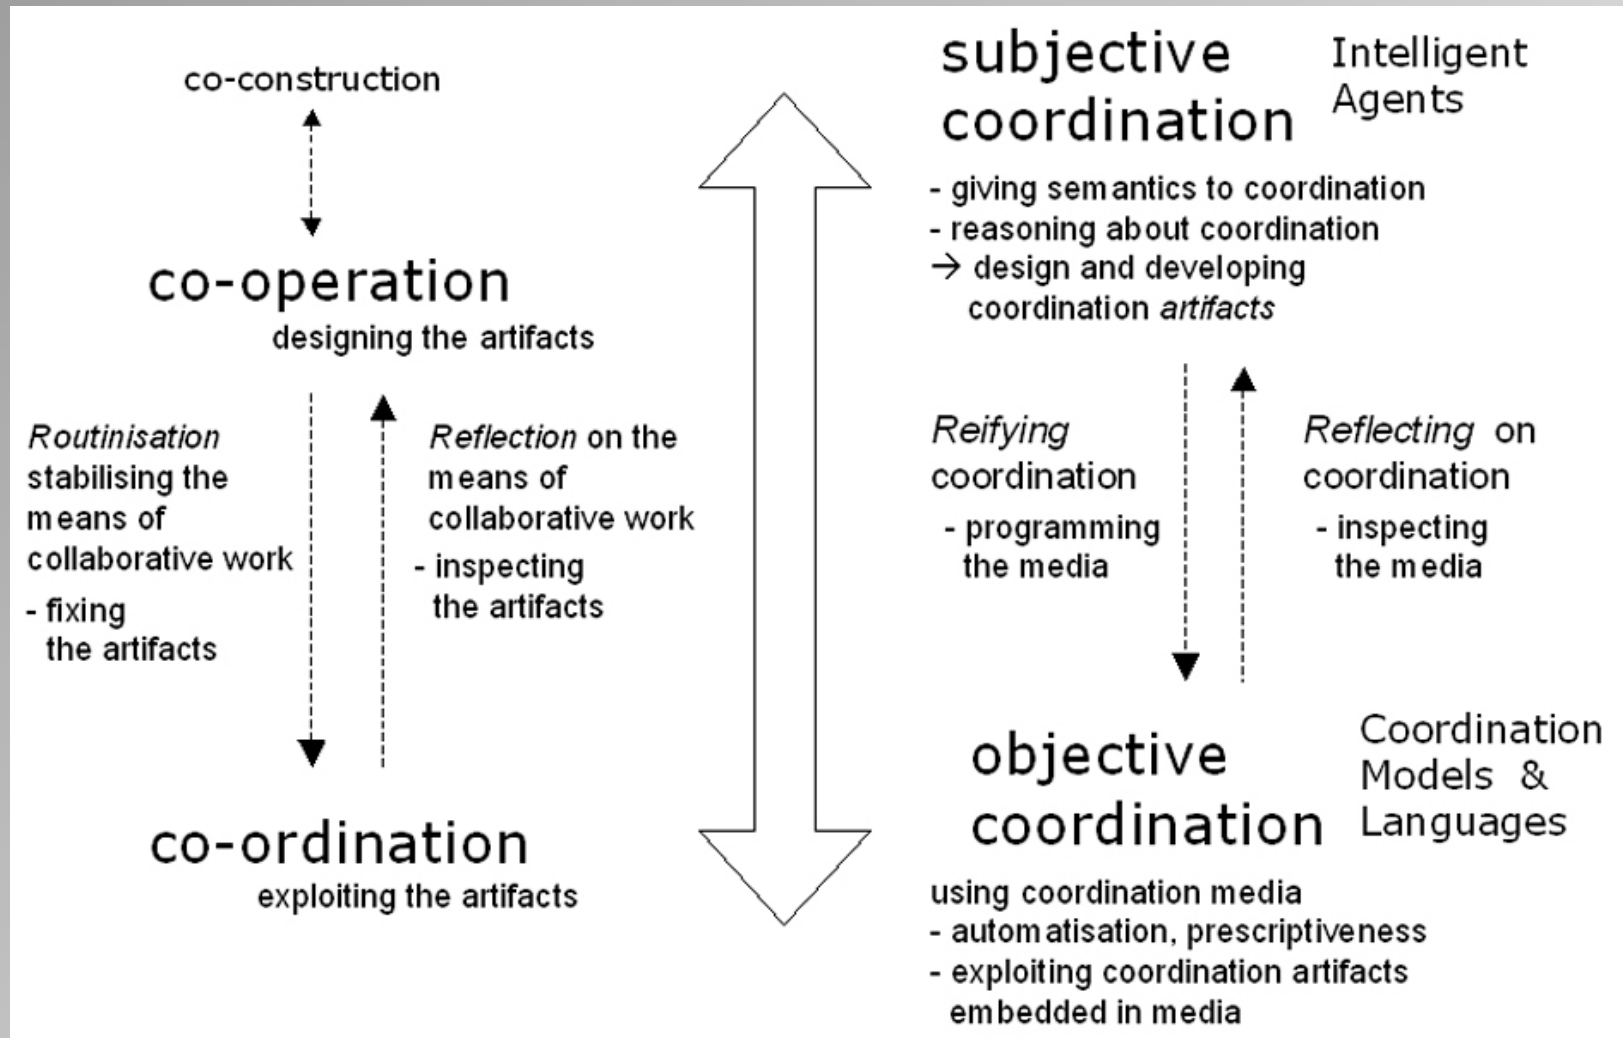 co-construction
co-operation
designing the artifacts
Routinisation
stabilising the
means of
collaborative work
- fixing
the artifacts
Reflection on the
means of
collaborative work
- inspecting
the artifacts
co-ordination
exploiting the artifacts
subjective
coordination
Intelligent
Agents
- giving semantics to coordination
- reasoning about coordination
→ design and developing
coordination artifacts
Reifying
coordination
- programming
the media
Reflecting on
coordination
- inspecting
the media
objective
coordination
Coordination
Models &
Languages
using coordination media
- automatisation, prescriptiveness
- exploiting coordination artifacts
embedded in media